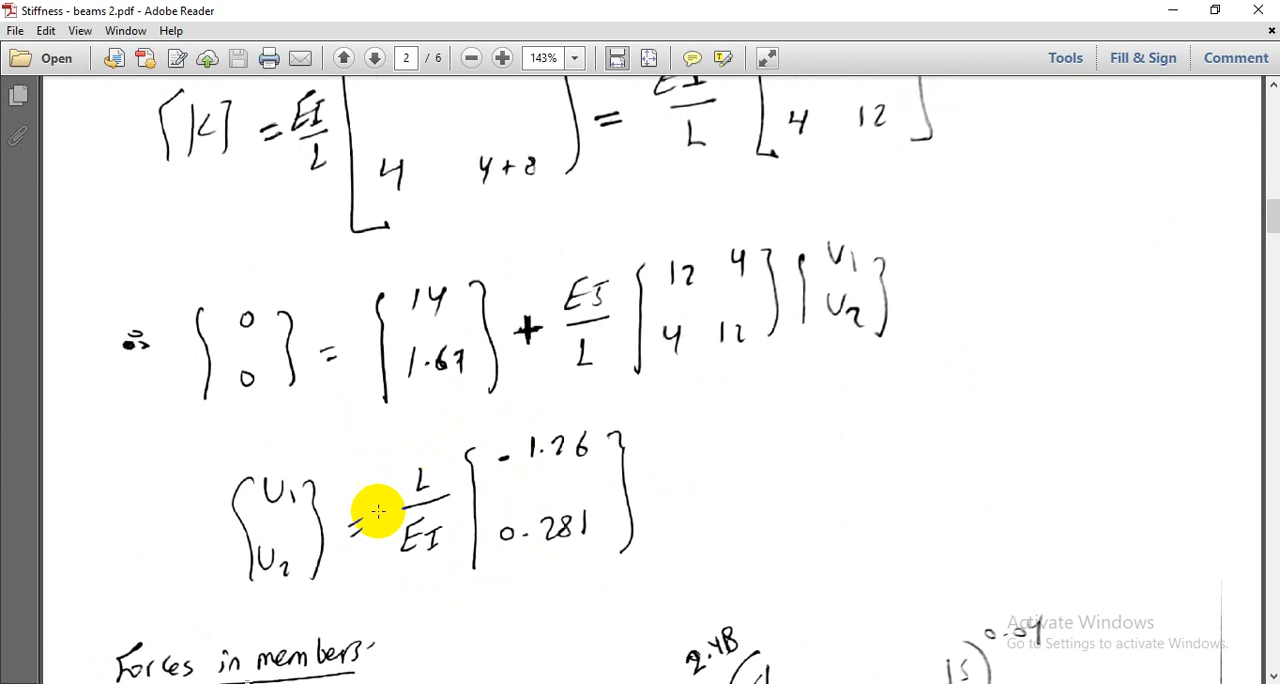 Stiffness - beams 2.pdf - Adobe Reader
File Edit View Window Help
Open 2 / 6 143% Tools Fill & Sign Comment
[K] = EI/L [ 4 4+8 ] = EI/L [ 4 12 ]
⇒ { 0 0 } = { 14 1.67 } + EI/L [ 12 4 4 12 ] { U1 U2 }
{ U1 U2 } = L/EI { -1.26 0.281 }
Forces in members.
2.48
15
0.04
Activate Windows
Go to Settings to activate Windows.